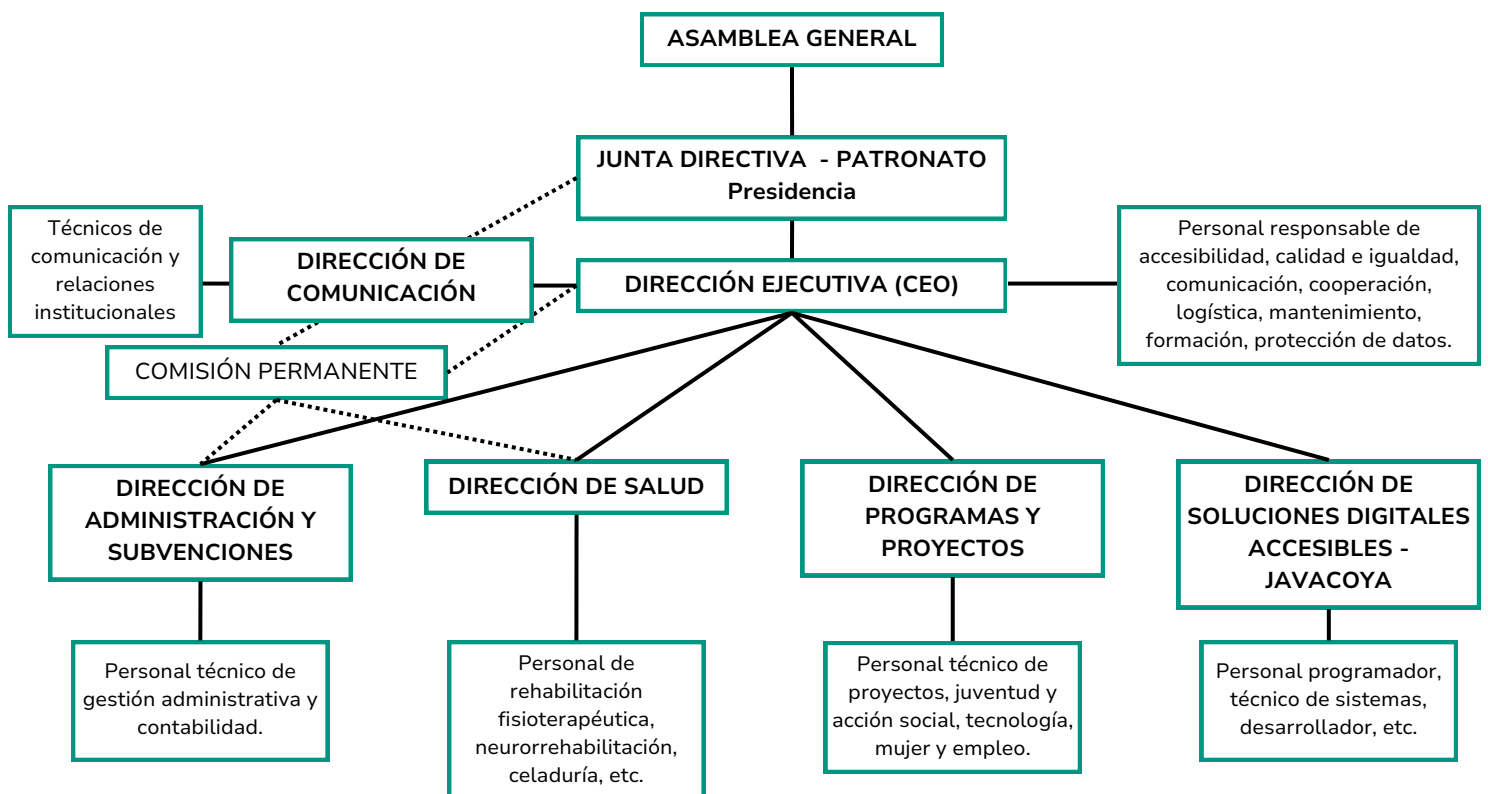 ASAMBLEA GENERAL
JUNTA DIRECTIVA - PATRONATO
Presidencia
Técnicos de
comunicación y
relaciones
institucionales
DIRECCIÓN DE
COMUNICACIÓN
DIRECCIÓN EJECUTIVA (CEO)
Personal responsable de
accesibilidad, calidad e igualdad,
comunicación, cooperación,
logística, mantenimiento,
formación, protección de datos.
COMISIÓN PERMANENTE
DIRECCIÓN DE
ADMINISTRACIÓN Y
SUBVENCIONES
DIRECCIÓN DE SALUD
DIRECCIÓN DE
PROGRAMAS Y
PROYECTOS
DIRECCIÓN DE
SOLUCIONES DIGITALES
ACCESIBLES -
JAVACOYA
Personal técnico de
gestión administrativa y
contabilidad.
Personal de
rehabilitación
fisioterapéutica,
neurorrehabilitación,
celaduría, etc.
Personal técnico de
proyectos, juventud y
acción social, tecnología,
mujer y empleo.
Personal programador,
técnico de sistemas,
desarrollador, etc.